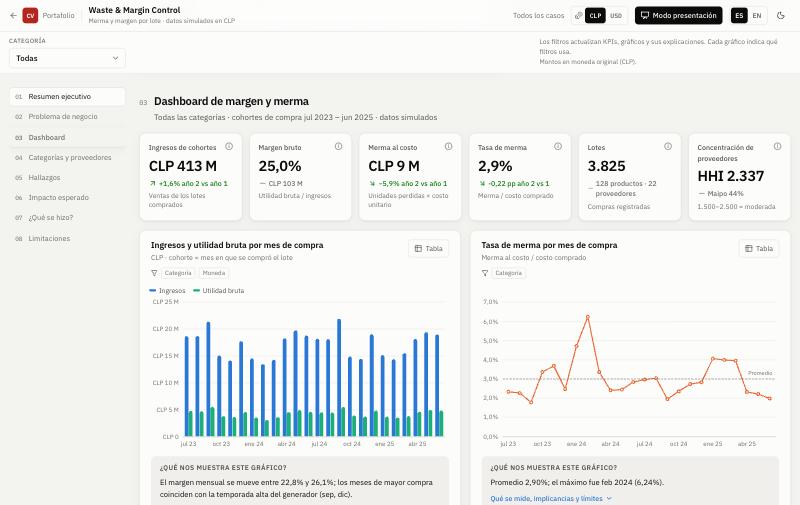 CV Portafolio
Waste & Margin Control
Merma y margen por lote · datos simulados en CLP
Todos los casos
CLP USD
Modo presentación
ES EN
CATEGORÍA
Todas
Los filtros actualizan KPIs, gráficos y sus explicaciones. Cada gráfico indica qué
filtros usa.
Montos en moneda original (CLP).
01 Resumen ejecutivo
02 Problema de negocio
03 Dashboard
04 Categorías y proveedores
05 Hallazgos
06 Impacto esperado
07 ¿Qué se hizo?
08 Limitaciones
03 Dashboard de margen y merma
Todas las categorías · cohortes de compra jul 2023 – jun 2025 · datos simulados
Ingresos de cohortes
CLP 413 M
+1,6% año 2 vs año 1
Ventas de los lotes
comprados
Margen bruto
25,0%
— CLP 103 M
Utilidad bruta / ingresos
Merma al costo
CLP 9 M
−5,9% año 2 vs año 1
Unidades perdidas × costo
unitario
Tasa de merma
2,9%
-0,22 pp año 2 vs año 1
Merma / costo comprado
Lotes
3.825
— 128 productos · 22
proveedores
Compras registradas
Concentración de
proveedores
HHI 2.337
— Maipo 44%
1.500–2.500 = moderada
Ingresos y utilidad bruta por mes de compra
CLP · cohorte = mes en que se compró el lote
Tabla
Categoría Moneda
Ingresos Utilidad bruta
CLP 25 M
CLP 20 M
CLP 15 M
CLP 10 M
CLP 5 M
CLP 0
jul 23 oct 23 ene 24 abr 24 jul 24 oct 24 ene 25 abr 25
¿QUÉ NOS MUESTRA ESTE GRÁFICO?
El margen mensual se mueve entre 22,8% y 26,1%; los meses de mayor compra
coinciden con la temporada alta del generador (sep, dic).
Tasa de merma por mes de compra
Merma al costo / costo comprado
Tabla
Categoría
7,0%
6,0%
5,0%
4,0%
3,0%
2,0%
1,0%
0,0%
Promedio
jul 23 oct 23 ene 24 abr 24 jul 24 oct 24 ene 25 abr 25
¿QUÉ NOS MUESTRA ESTE GRÁFICO?
Promedio 2,90%; el máximo fue feb 2024 (6,24%).
Qué se mide, implicancias y límites